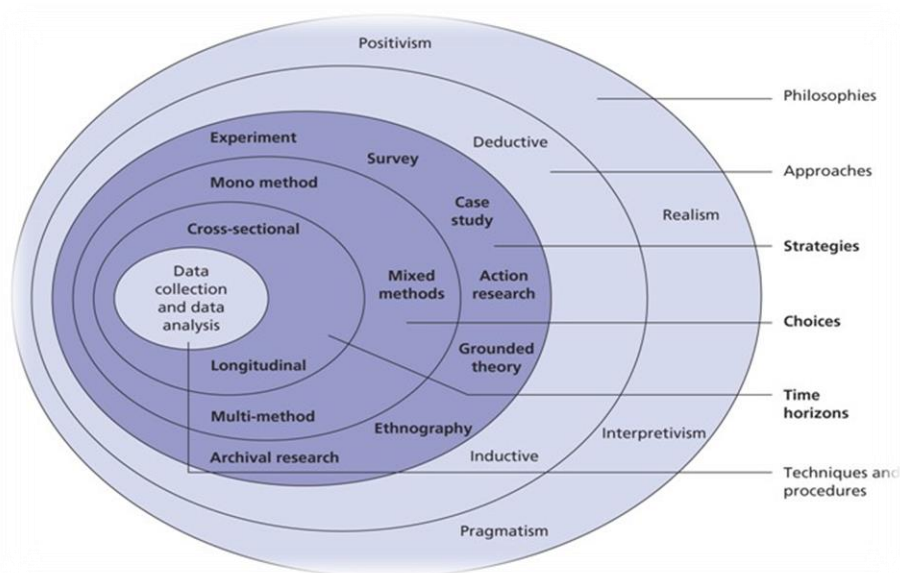 Positivism
Philosophies
Experiment
Deductive
Survey
Approaches
Mono method
Case
study
Realism
Cross-sectional
Strategies
Data
collection
and data
analysis
Mixed
methods
Action
research
Choices
Grounded
theory
Longitudinal
Time
horizons
Multi-method
Ethnography
Interpretivism
Archival research
Inductive
Techniques and
procedures
Pragmatism